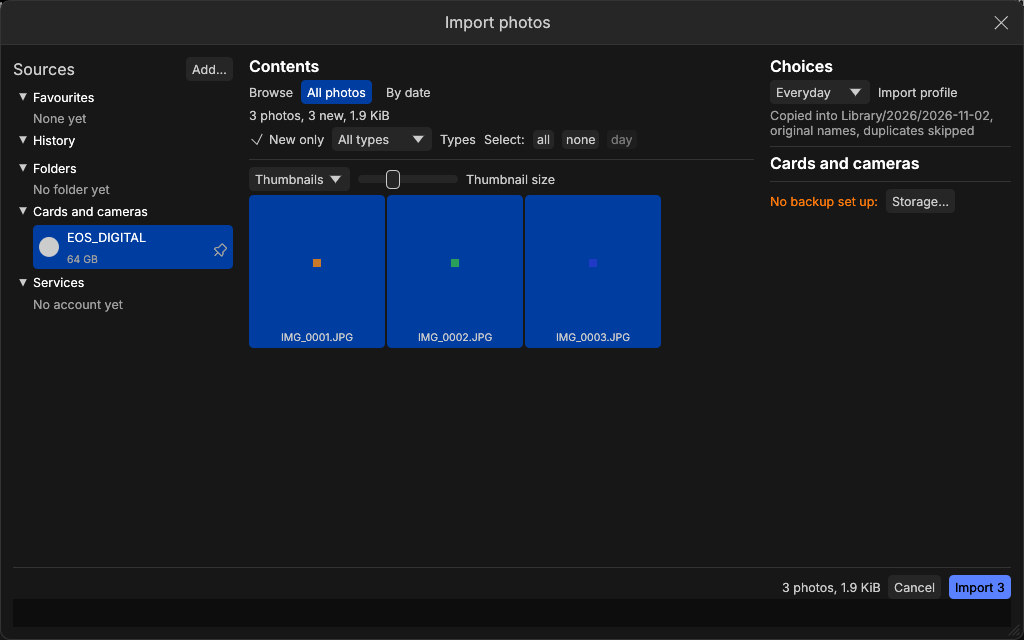 Import photos
Sources
Add...
Favourites
None yet
History
Folders
No folder yet
Cards and cameras
EOS_DIGITAL
64 GB
Services
No account yet
Contents
Browse All photos By date
3 photos, 3 new, 1.9 KiB
New only All types Types Select: all none day
Thumbnails Thumbnail size
IMG_0001.JPG IMG_0002.JPG IMG_0003.JPG
Choices
Everyday Import profile
Copied into Library/2026/2026-11-02,
original names, duplicates skipped
Cards and cameras
No backup set up: Storage...
3 photos, 1.9 KiB Cancel Import 3